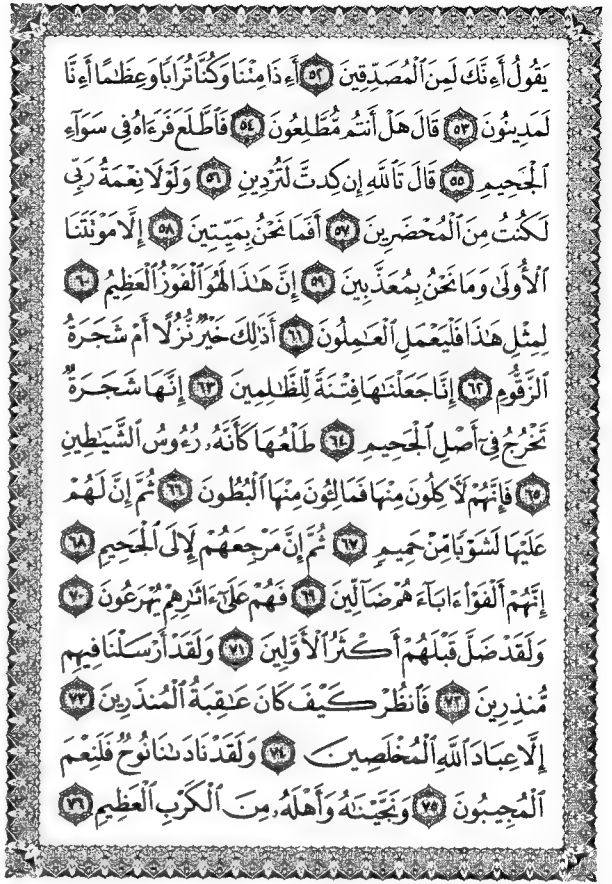 يَقُولُ أَءِنَّكَ لَمِنَ ٱلْمُصَدِّقِينَ ٥٢ أَءِذَا مِتْنَا وَكُنَّا تُرَابًا وَعِظَٰمًا أَءِنَّا
لَمَدِينُونَ ٥٣ قَالَ هَلْ أَنتُم مُّطَّلِعُونَ ٥٤ فَٱطَّلَعَ فَرَءَاهُ فِى سَوَآءِ
ٱلْجَحِيمِ ٥٥ قَالَ تَٱللَّهِ إِن كِدتَّ لَتُرْدِينِ ٥٦ وَلَوْلَا نِعْمَةُ رَبِّى
لَكُنتُ مِنَ ٱلْمُحْضَرِينَ ٥٧ أَفَمَا نَحْنُ بِمَيِّتِينَ ٥٨ إِلَّا مَوْتَتَنَا
ٱلْأُولَىٰ وَمَا نَحْنُ بِمُعَذَّبِينَ ٥٩ إِنَّ هَٰذَا لَهُوَ ٱلْفَوْزُ ٱلْعَظِيمُ ٦٠
لِمِثْلِ هَٰذَا فَلْيَعْمَلِ ٱلْعَٰمِلُونَ ٦١ أَذَٰلِكَ خَيْرٌ نُّزُلًا أَمْ شَجَرَةُ
ٱلزَّقُّومِ ٦٢ إِنَّا جَعَلْنَٰهَا فِتْنَةً لِّلظَّٰلِمِينَ ٦٣ إِنَّهَا شَجَرَةٌ
تَخْرُجُ فِىٓ أَصْلِ ٱلْجَحِيمِ ٦٤ طَلْعُهَا كَأَنَّهُۥ رُءُوسُ ٱلشَّيَٰطِينِ
٦٥ فَإِنَّهُمْ لَءَاكِلُونَ مِنْهَا فَمَالِـُٔونَ مِنْهَا ٱلْبُطُونَ ٦٦ ثُمَّ إِنَّ لَهُمْ
عَلَيْهَا لَشَوْبًا مِّنْ حَمِيمٍ ٦٧ ثُمَّ إِنَّ مَرْجِعَهُمْ لَإِلَى ٱلْجَحِيمِ ٦٨
إِنَّهُمْ أَلْفَوْا۟ ءَابَآءَهُمْ ضَآلِّينَ ٦٩ فَهُمْ عَلَىٰٓ ءَاثَٰرِهِمْ يُهْرَعُونَ ٧٠
وَلَقَدْ ضَلَّ قَبْلَهُمْ أَكْثَرُ ٱلْأَوَّلِينَ ٧١ وَلَقَدْ أَرْسَلْنَا فِيهِم
مُّنذِرِينَ ٧٢ فَٱنظُرْ كَيْفَ كَانَ عَٰقِبَةُ ٱلْمُنذَرِينَ ٧٣
إِلَّا عِبَادَ ٱللَّهِ ٱلْمُخْلَصِينَ ٧٤ وَلَقَدْ نَادَىٰنَا نُوحٌ فَلَنِعْمَ
ٱلْمُجِيبُونَ ٧٥ وَنَجَّيْنَٰهُ وَأَهْلَهُۥ مِنَ ٱلْكَرْبِ ٱلْعَظِيمِ ٧٦